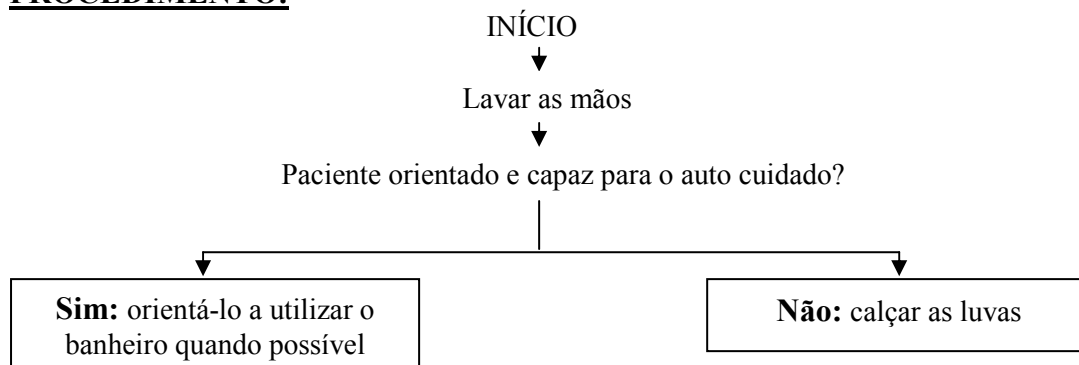 PROCEDIMENTO:
INÍCIO
Lavar as mãos
Paciente orientado e capaz para o auto cuidado?
Sim: orientá-lo a utilizar o
banheiro quando possível
Não: calçar as luvas